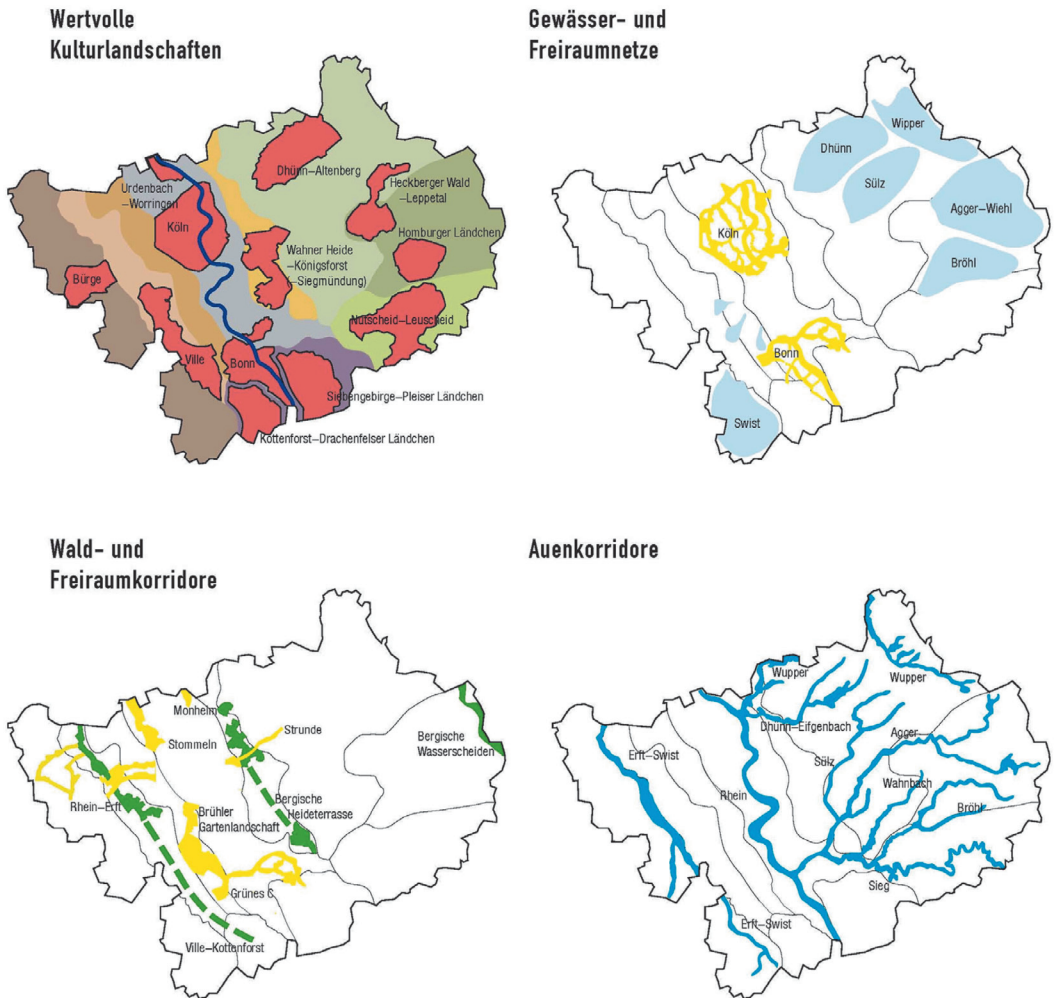 Wertvolle
Kulturlandschaften
Dhünn–Altenberg
Urdenbach
–Worringen
Heckberger Wald
–Leppetal
Köln
Homburger Ländchen
Wahner Heide
–Königsforst
(–Siegmündung)
Bürge
Nutscheid–Leuscheid
Ville
Bonn
Siebengebirge–Pleiser Ländchen
Kottenforst–Drachenfelser Ländchen
Gewässer- und
Freiraumnetze
Wipper
Dhünn
Sülz
Agger–Wiehl
Köln
Bröhl
Bonn
Swist
Wald- und
Freiraumkorridore
Monheim
Strunde
Stommeln
Bergische
Wasserscheiden
Rhein–Erft
Brühler
Gartenlandschaft
Bergische
Heideterrasse
Grünes C
Ville–Kottenforst
Auenkorridore
Wupper
Wupper
Dhünn–Eifgenbach
Agger
Erft–Swist
Sülz
Wahnbach
Rhein
Bröhl
Sieg
Erft–Swist